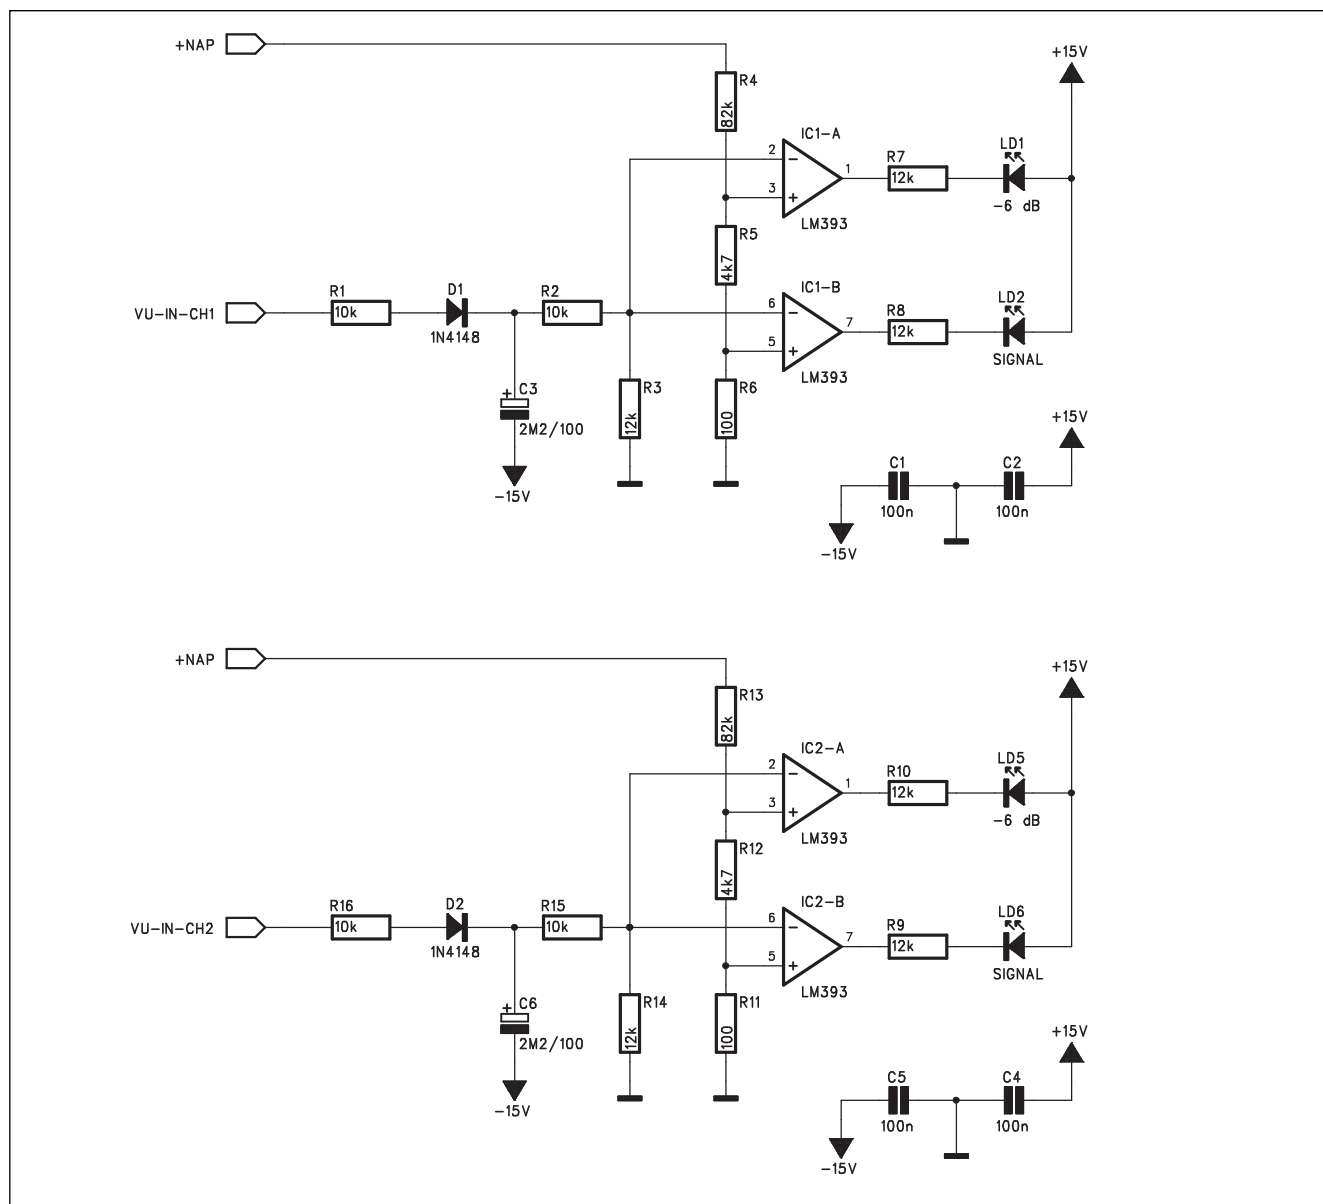 +NAP
R4
82k
+15V
IC1-A
2
3
1
LM393
R7
12k
LD1
-6 dB
R5
4k7
VU-IN-CH1
R1
10k
D1
1N4148
R2
10k
IC1-B
6
5
7
LM393
R8
12k
LD2
SIGNAL
+
C3
2M2/100
-15V
R3
12k
R6
100
+15V
C1
100n
C2
100n
-15V
+NAP
R13
82k
+15V
IC2-A
2
3
1
LM393
R10
12k
LD5
-6 dB
R12
4k7
VU-IN-CH2
R16
10k
D2
1N4148
R15
10k
IC2-B
6
5
7
LM393
R9
12k
LD6
SIGNAL
+
C6
2M2/100
-15V
R14
12k
R11
100
+15V
C5
100n
C4
100n
-15V